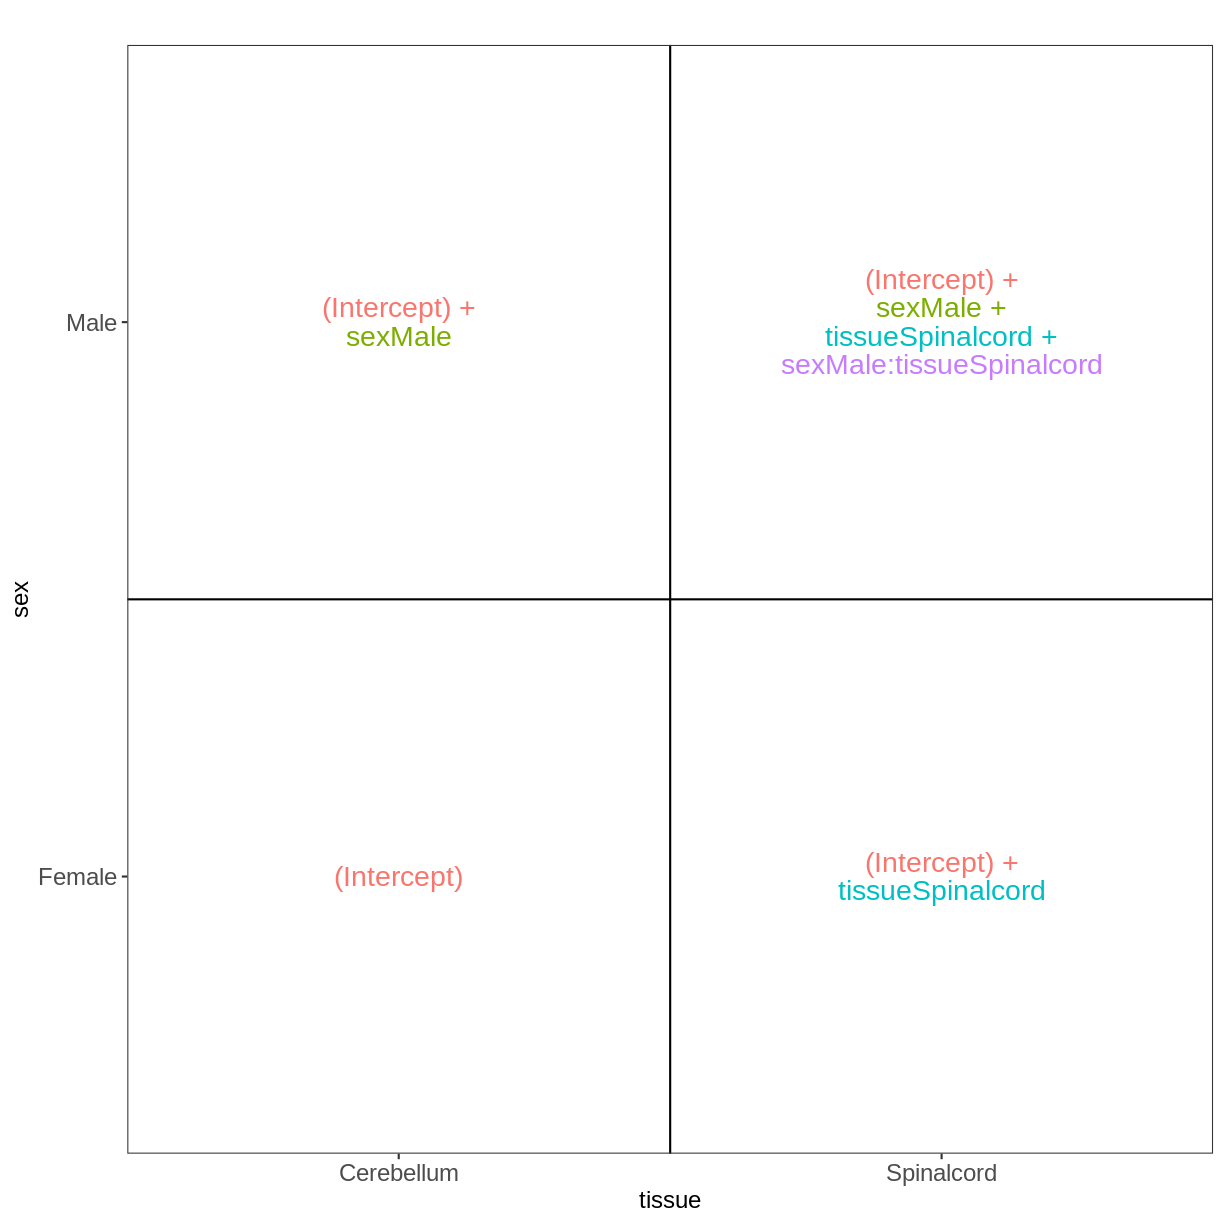 (Intercept) +
sexMale
(Intercept) +
sexMale +
tissueSpinalcord +
sexMale:tissueSpinalcord
Male
sex
Female
(Intercept)
(Intercept) +
tissueSpinalcord
Cerebellum
Spinalcord
tissue